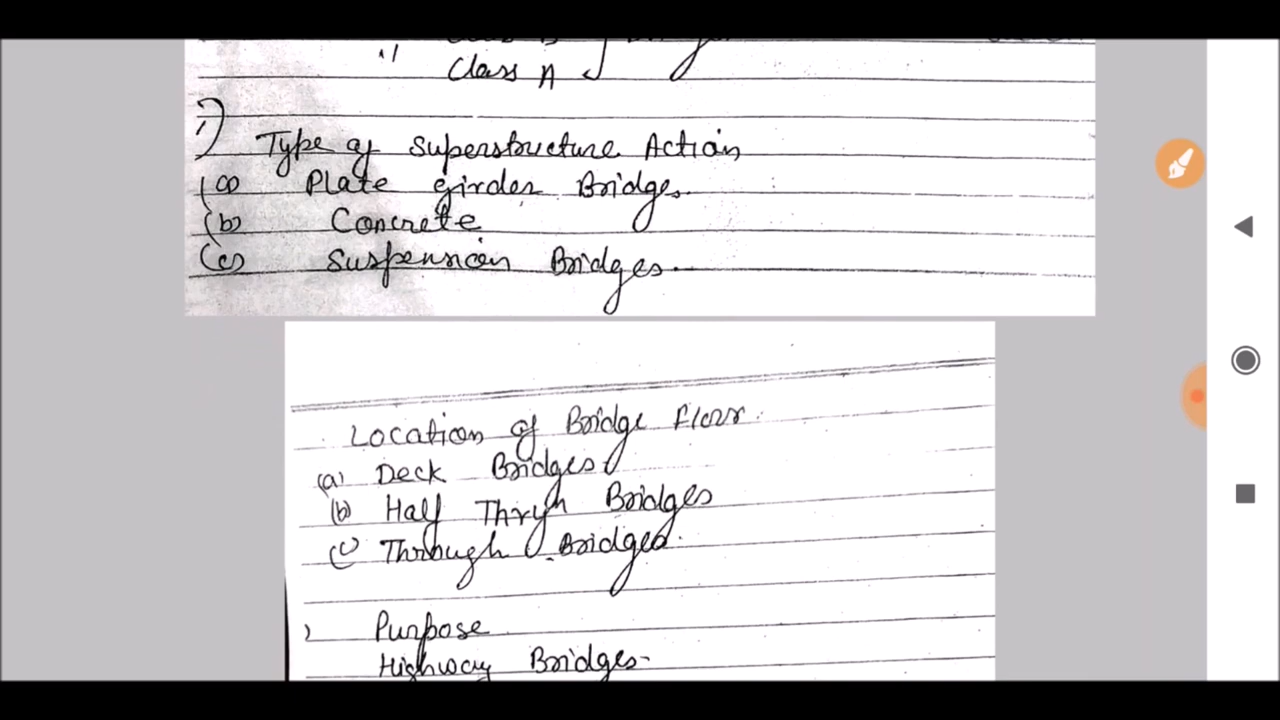 Class A
Type of Superstructure Action
(a) Plate girder Bridges.
(b) Concrete
(c) Suspension Bridges.
Location of Bridge Floor.
(a) Deck Bridges
(b) Half Through Bridges
(c) Through Bridges.
) Purpose
Highway Bridges-